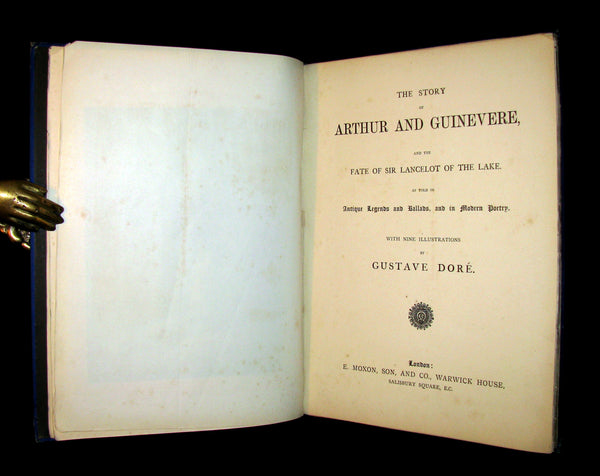 THE STORY
OF
ARTHUR AND GUINEVERE,
AND THE
FATE OF SIR LANCELOT OF THE LAKE.
AS TOLD IN
Antique Legends and Ballads, and in Modern Poetry.
WITH NINE ILLUSTRATIONS
BY
GUSTAVE DORÉ.
London:
E. MOXON, SON, AND CO., WARWICK HOUSE,
SALISBURY SQUARE, E.C.